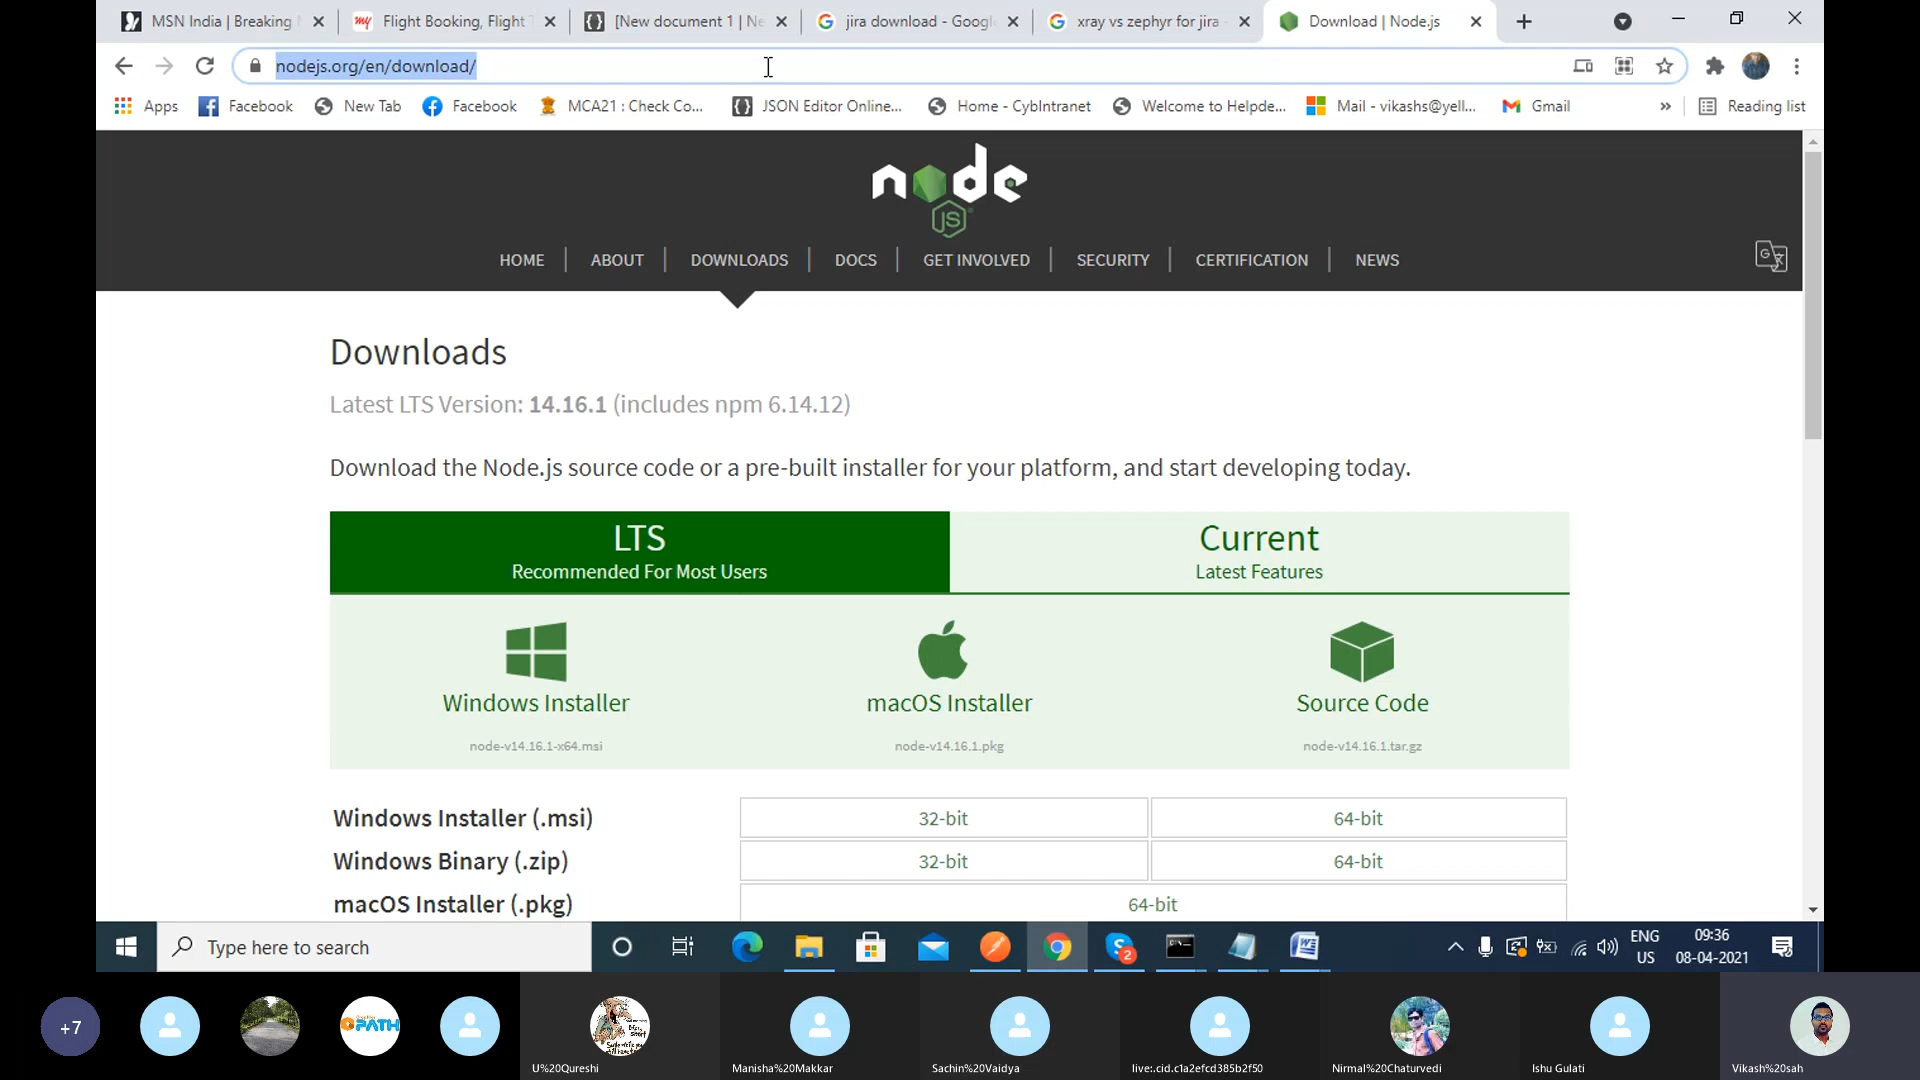 MSN India | Breaking
my
Flight Booking, Flight T
[New document 1 | Ne
jira download - Google
xray vs zephyr for jira -
Download | Node.js
nodejs.org/en/download/
Apps
Facebook
New Tab
Facebook
MCA21 : Check Co...
JSON Editor Online...
Home - CybIntranet
Welcome to Helpde...
Mail - vikashs@yell...
Gmail
»
Reading list
node
JS
HOME | ABOUT | DOWNLOADS | DOCS | GET INVOLVED | SECURITY | CERTIFICATION | NEWS
Downloads
Latest LTS Version: 14.16.1 (includes npm 6.14.12)
Download the Node.js source code or a pre-built installer for your platform, and start developing today.
LTS
Recommended For Most Users
Current
Latest Features
Windows Installer
node-v14.16.1-x64.msi
macOS Installer
node-v14.16.1.pkg
Source Code
node-v14.16.1.tar.gz
Windows Installer (.msi) 32-bit 64-bit
Windows Binary (.zip) 32-bit 64-bit
macOS Installer (.pkg) 64-bit
Type here to search
2
ENG
US
09:36
08-04-2021
+7
PATH
U%20Qureshi
Manisha%20Makkar
Sachin%20Vaidya
live:.cid.c1a2efcd385b2f50
Nirmal%20Chaturvedi
Ishu Gulati
Vikash%20sah